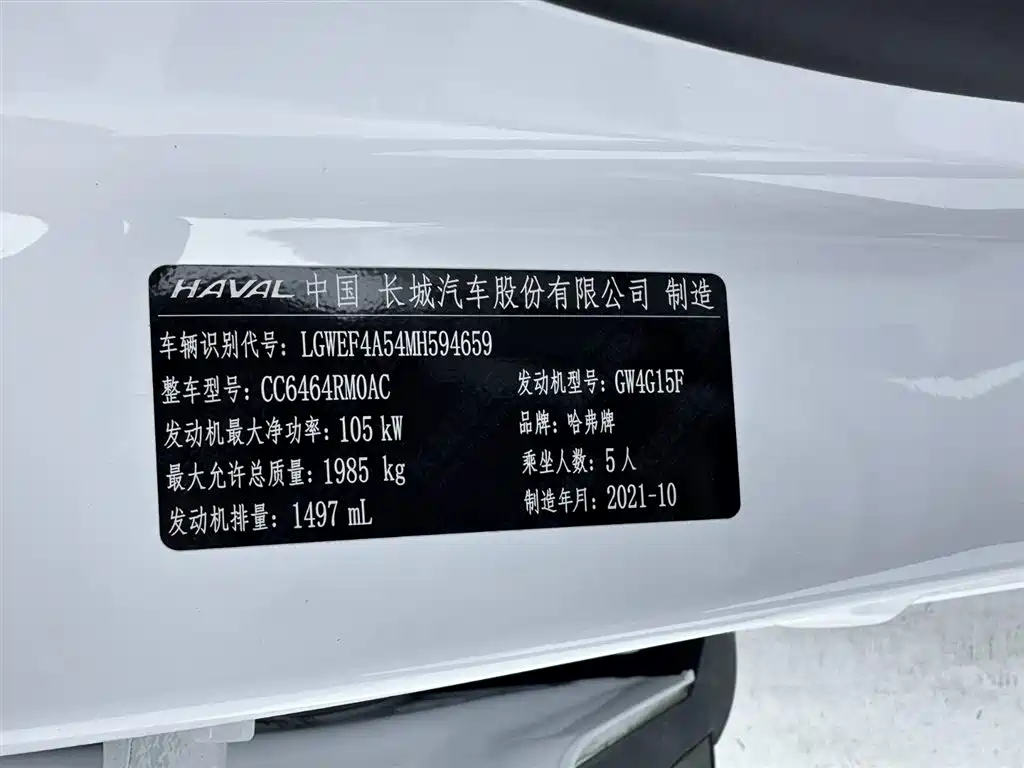 HAVAL 中国 长城汽车股份有限公司 制造
车辆识别代号: LGWEF4A54MH594659
整车型号: CC6464RM0AC 发动机型号: GW4G15F
发动机最大净功率: 105 kW 品牌: 哈弗牌
最大允许总质量: 1985 kg 乘坐人数: 5 人
发动机排量: 1497 mL 制造年月: 2021-10